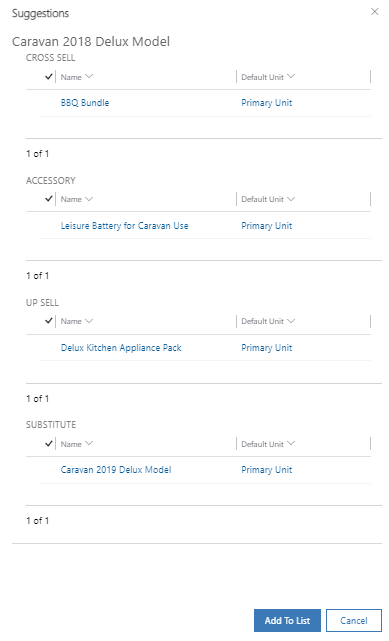 Suggestions
Caravan 2018 Delux Model
CROSS SELL
Name Default Unit
BBQ Bundle Primary Unit
1 of 1
ACCESSORY
Name Default Unit
Leisure Battery for Caravan Use Primary Unit
1 of 1
UP SELL
Name Default Unit
Delux Kitchen Appliance Pack Primary Unit
1 of 1
SUBSTITUTE
Name Default Unit
Caravan 2019 Delux Model Primary Unit
1 of 1
Add To List Cancel